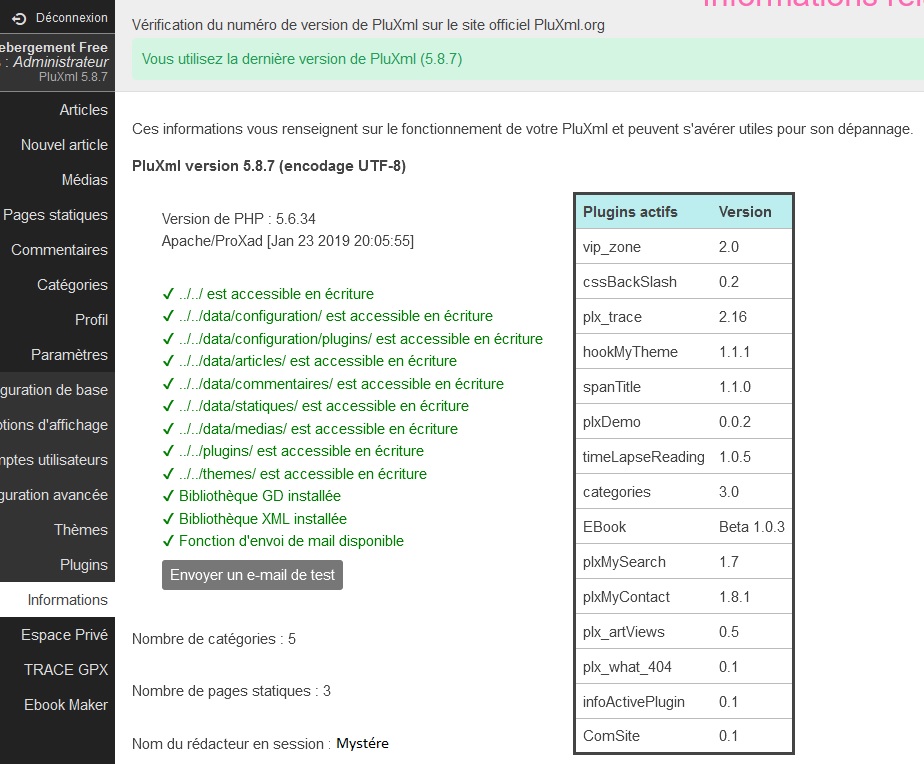 Déconnexion
ebergement Free
: Administrateur
PluXml 5.8.7
Articles
Nouvel article
Médias
Pages statiques
Commentaires
Catégories
Profil
Paramètres
guration de base
tions d'affichage
mptes utilisateurs
guration avancée
Thèmes
Plugins
Informations
Espace Privé
TRACE GPX
Ebook Maker
Vérification du numéro de version de PluXml sur le site officiel PluXml.org
Vous utilisez la dernière version de PluXml (5.8.7)
Ces informations vous renseignent sur le fonctionnement de votre PluXml et peuvent s'avérer utiles pour son dépannage.
PluXml version 5.8.7 (encodage UTF-8)
Version de PHP : 5.6.34
Apache/ProXad [Jan 23 2019 20:05:55]
✔ ../../ est accessible en écriture
✔ ../../data/configuration/ est accessible en écriture
✔ ../../data/configuration/plugins/ est accessible en écriture
✔ ../../data/articles/ est accessible en écriture
✔ ../../data/commentaires/ est accessible en écriture
✔ ../../data/statiques/ est accessible en écriture
✔ ../../data/medias/ est accessible en écriture
✔ ../../plugins/ est accessible en écriture
✔ ../../themes/ est accessible en écriture
✔ Bibliothèque GD installée
✔ Bibliothèque XML installée
✔ Fonction d'envoi de mail disponible
Envoyer un e-mail de test
Nombre de catégories : 5
Nombre de pages statiques : 3
Nom du rédacteur en session : Mystére
Plugins actifs Version
vip_zone 2.0
cssBackSlash 0.2
plx_trace 2.16
hookMyTheme 1.1.1
spanTitle 1.1.0
plxDemo 0.0.2
timeLapseReading 1.0.5
categories 3.0
EBook Beta 1.0.3
plxMySearch 1.7
plxMyContact 1.8.1
plx_artViews 0.5
plx_what_404 0.1
infoActivePlugin 0.1
ComSite 0.1